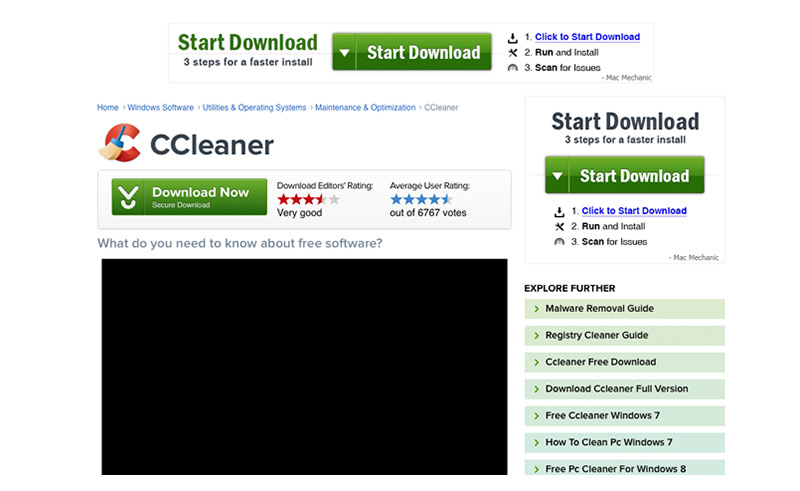 Start Download
3 steps for a faster install
Start Download
1. Click to Start Download
2. Run and Install
3. Scan for Issues
- Mac Mechanic
Home › Windows Software › Utilities & Operating Systems › Maintenance & Optimization › CCleaner
CCleaner
Download Now
Secure Download
Download Editors' Rating:
Very good
Average User Rating:
out of 6767 votes
What do you need to know about free software?
Start Download
3 steps for a faster install
Start Download
1. Click to Start Download
2. Run and Install
3. Scan for Issues
- Mac Mechanic
EXPLORE FURTHER
Malware Removal Guide
Registry Cleaner Guide
Ccleaner Free Download
Download Ccleaner Full Version
Free Ccleaner Windows 7
How To Clean Pc Windows 7
Free Pc Cleaner For Windows 8